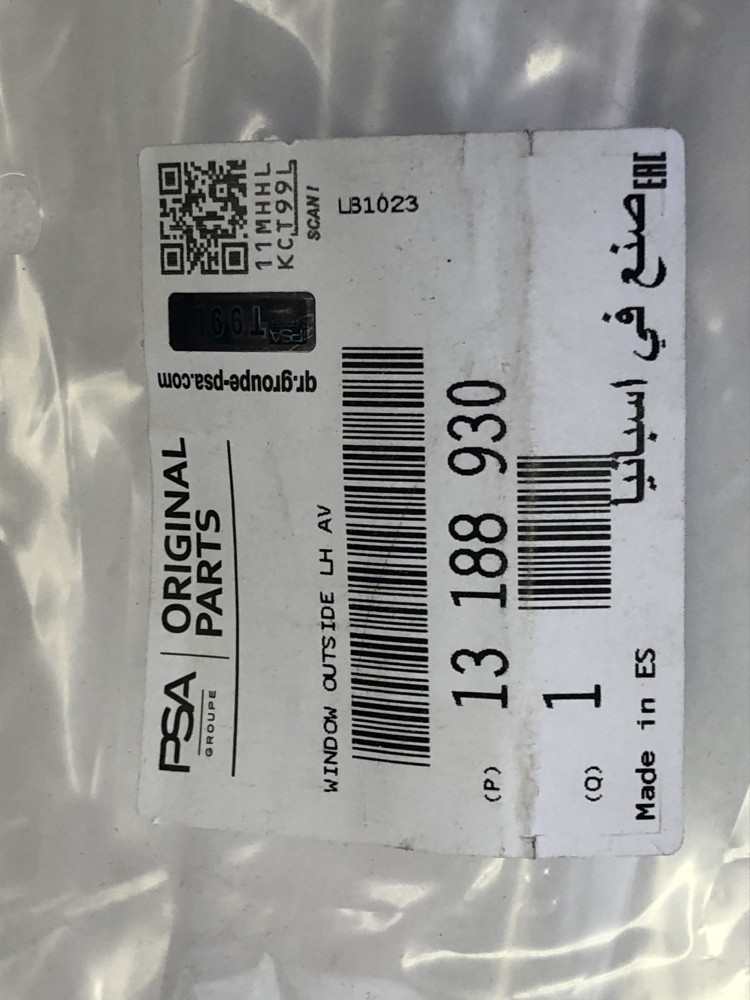 PSA
GROUPE
ORIGINAL
PARTS
qr.groupe-psa.com
T99L
PSA
11MHHL
KCT99L
SCAN!
WINDOW OUTSIDE LH AV
LB1023
(P) 13 188 930
(Q) 1
Made in ES
صنع في اسبانيا
EAC